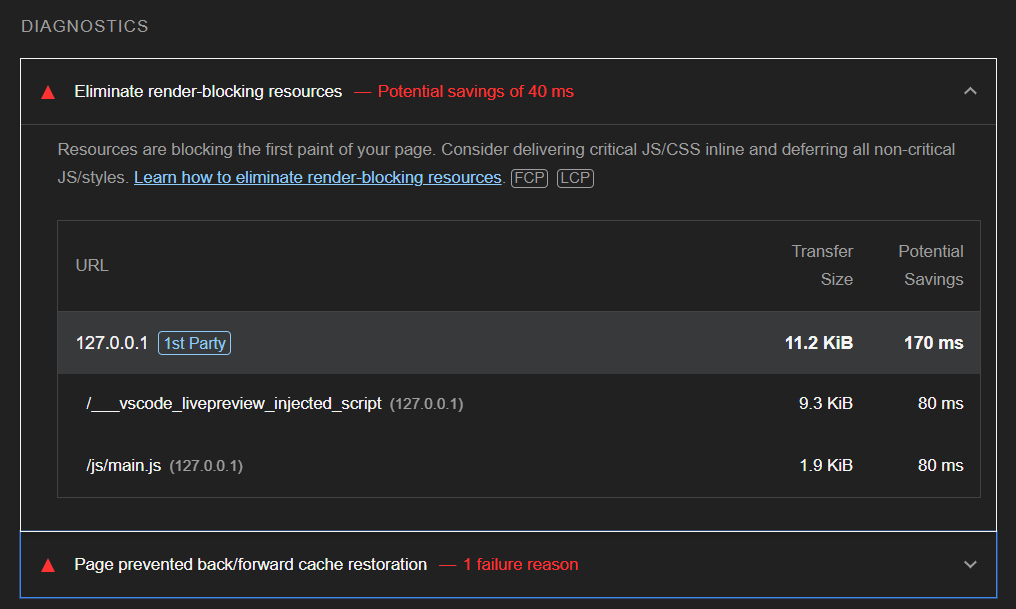 DIAGNOSTICS
Eliminate render-blocking resources — Potential savings of 40 ms
Resources are blocking the first paint of your page. Consider delivering critical JS/CSS inline and deferring all non-critical
JS/styles. Learn how to eliminate render-blocking resources. FCP LCP
URL
Transfer Size
Potential Savings
127.0.0.1 1st Party 11.2 KiB 170 ms
/___vscode_livepreview_injected_script (127.0.0.1) 9.3 KiB 80 ms
/js/main.js (127.0.0.1) 1.9 KiB 80 ms
Page prevented back/forward cache restoration — 1 failure reason